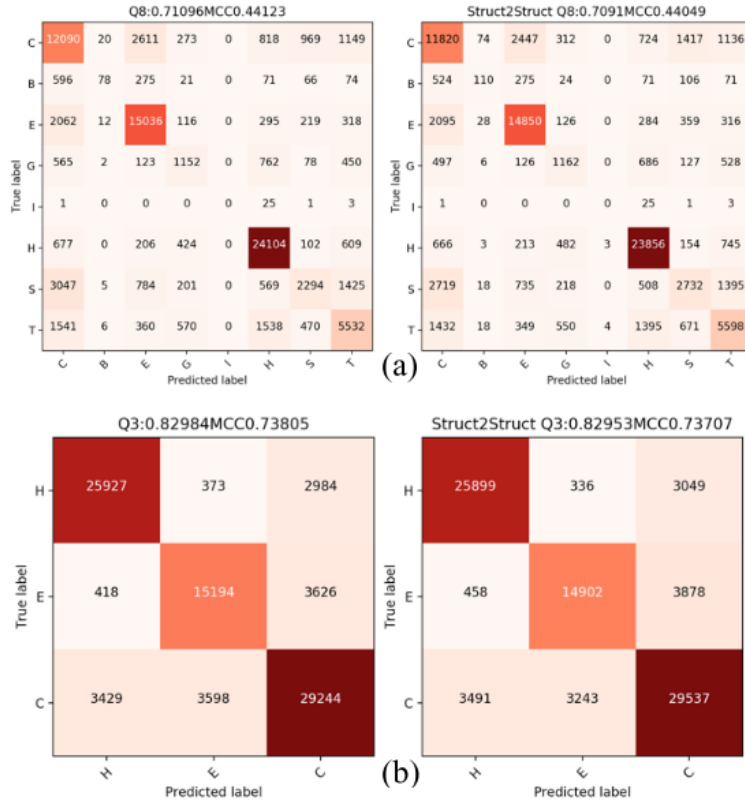 Q8:0.71096MCC0.44123
C 12090 20 2611 273 0 818 969 1149
B 596 78 275 21 0 71 66 74
E 2062 12 15036 116 0 295 219 318
G 565 2 123 1152 0 762 78 450
I 1 0 0 0 0 25 1 3
H 677 0 206 424 0 24104 102 609
S 3047 5 784 201 0 569 2294 1425
T 1541 6 360 570 0 1538 470 5532
C B E G I H S T
True label
Predicted label
Struct2Struct Q8:0.7091MCC0.44049
C 11820 74 2447 312 0 724 1417 1136
B 524 110 275 24 0 71 106 71
E 2095 28 14850 126 0 284 359 316
G 497 6 126 1162 0 686 127 528
I 1 0 0 0 0 25 1 3
H 666 3 213 482 3 23856 154 745
S 2719 18 735 218 0 508 2732 1395
T 1432 18 349 550 4 1395 671 5598
C B E G I H S T
True label
Predicted label
(a)
Q3:0.82984MCC0.73805
H 25927 373 2984
E 418 15194 3626
C 3429 3598 29244
H E C
True label
Predicted label
Struct2Struct Q3:0.82953MCC0.73707
H 25899 336 3049
E 458 14902 3878
C 3491 3243 29537
H E C
True label
Predicted label
(b)